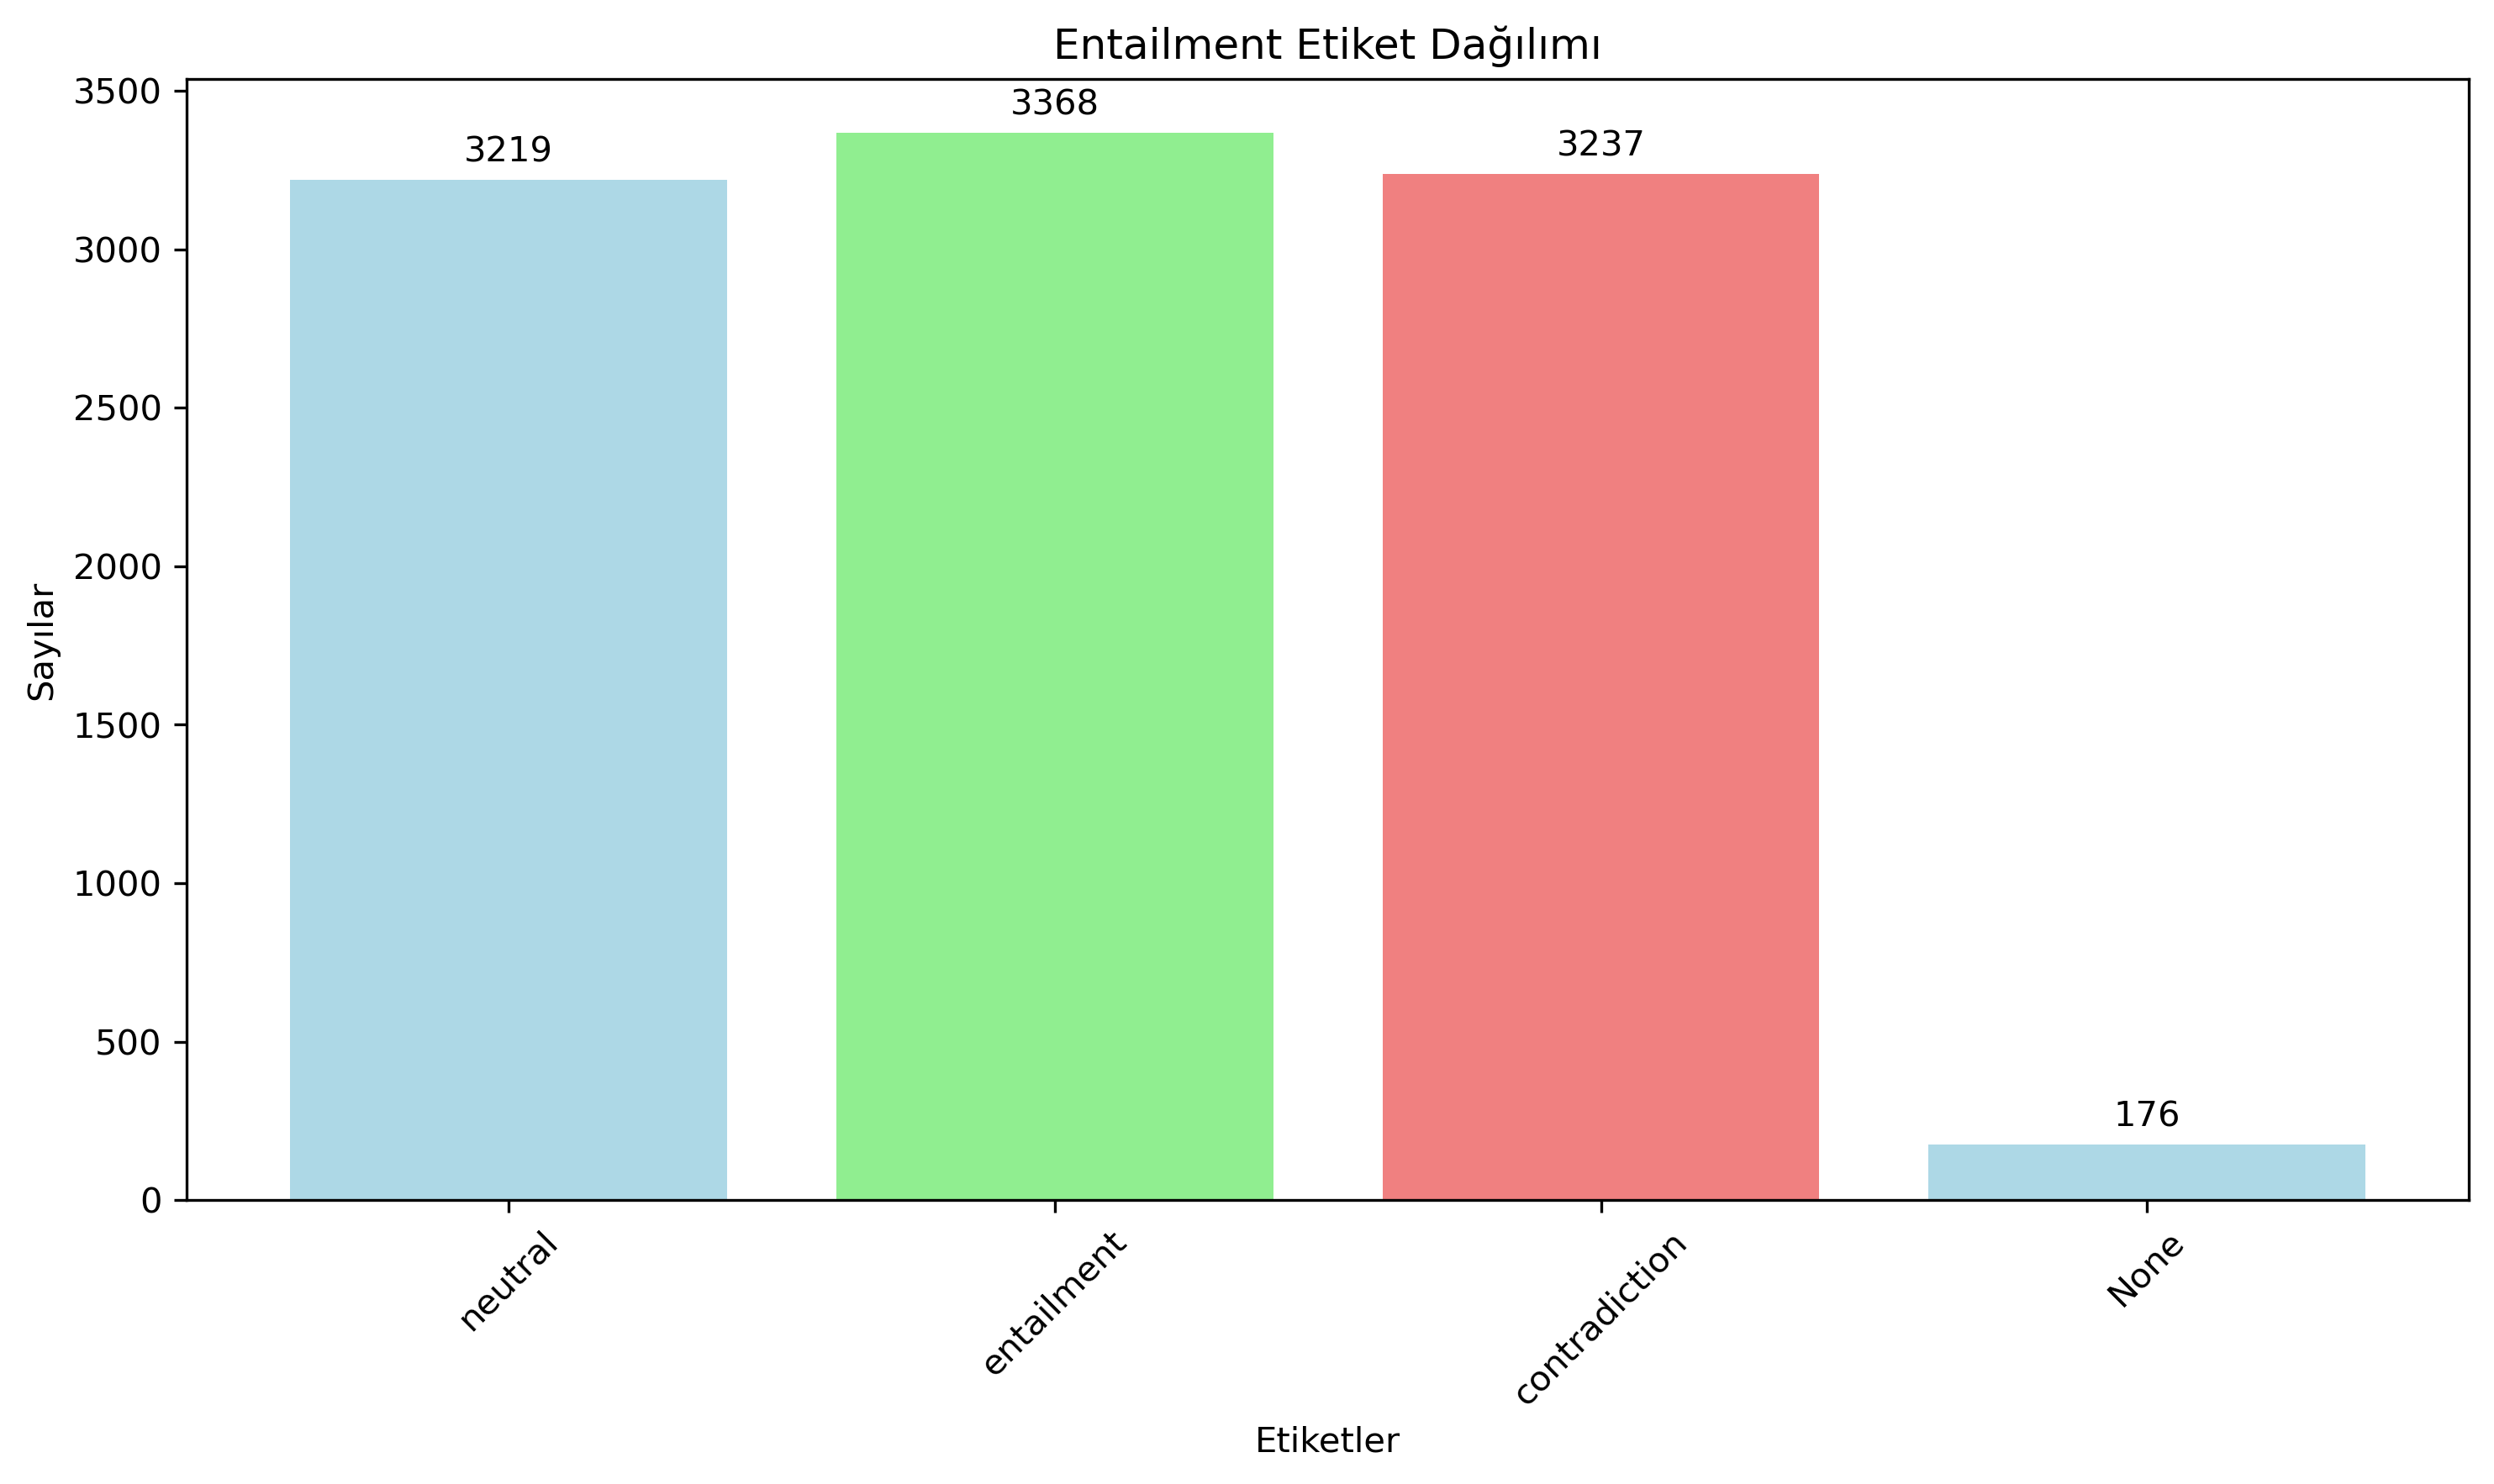 Entailment Etiket Dağılımı
3500
3000
2500
2000
1500
1000
500
0
Sayılar
3219
3368
3237
176
neutral
entailment
contradiction
None
Etiketler